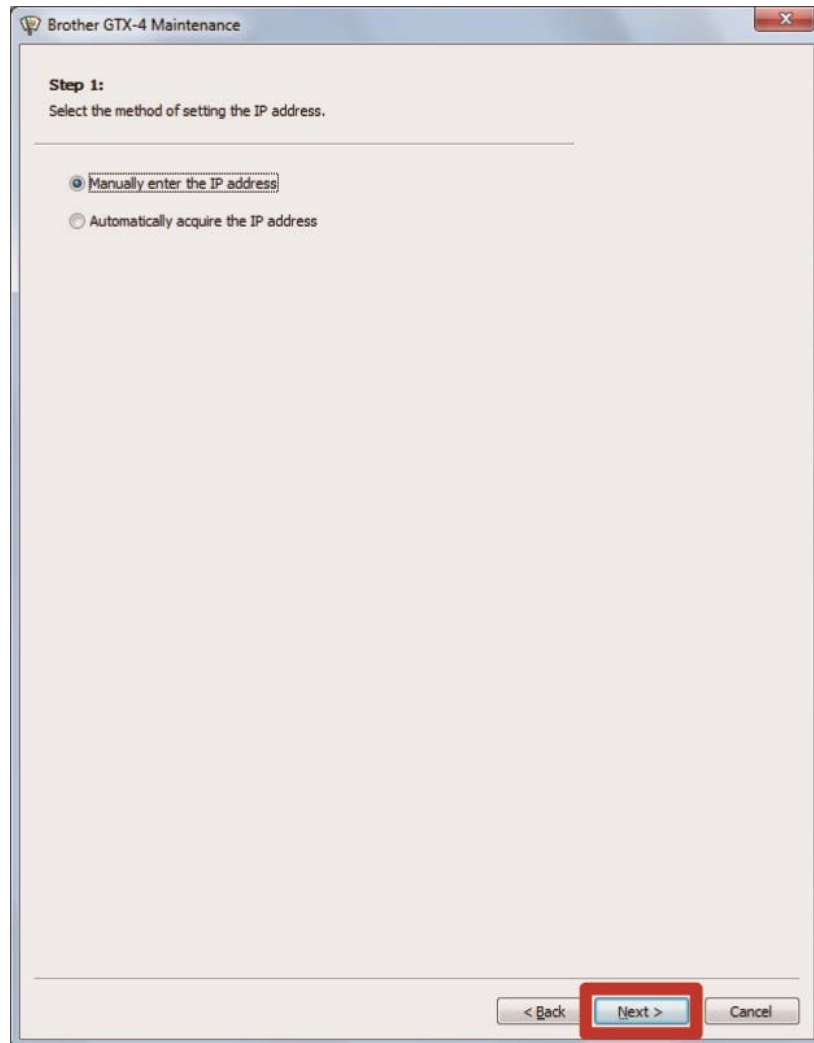 Brother GTX-4 Maintenance
Step 1:
Select the method of setting the IP address.
Manually enter the IP address
Automatically acquire the IP address
< Back Next > Cancel